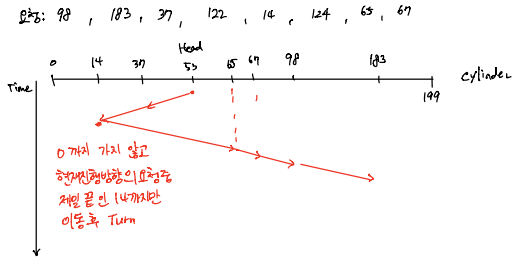 요청: 98 , 183 , 37 , 122 , 14 , 124 , 65 , 67
Head
0 14 37 53 65 67 98 183
Time
Cylinder
199
0까지 가지 않고
현재진행방향의 요청중
제일 끝인 14까지만
이동후 Turn